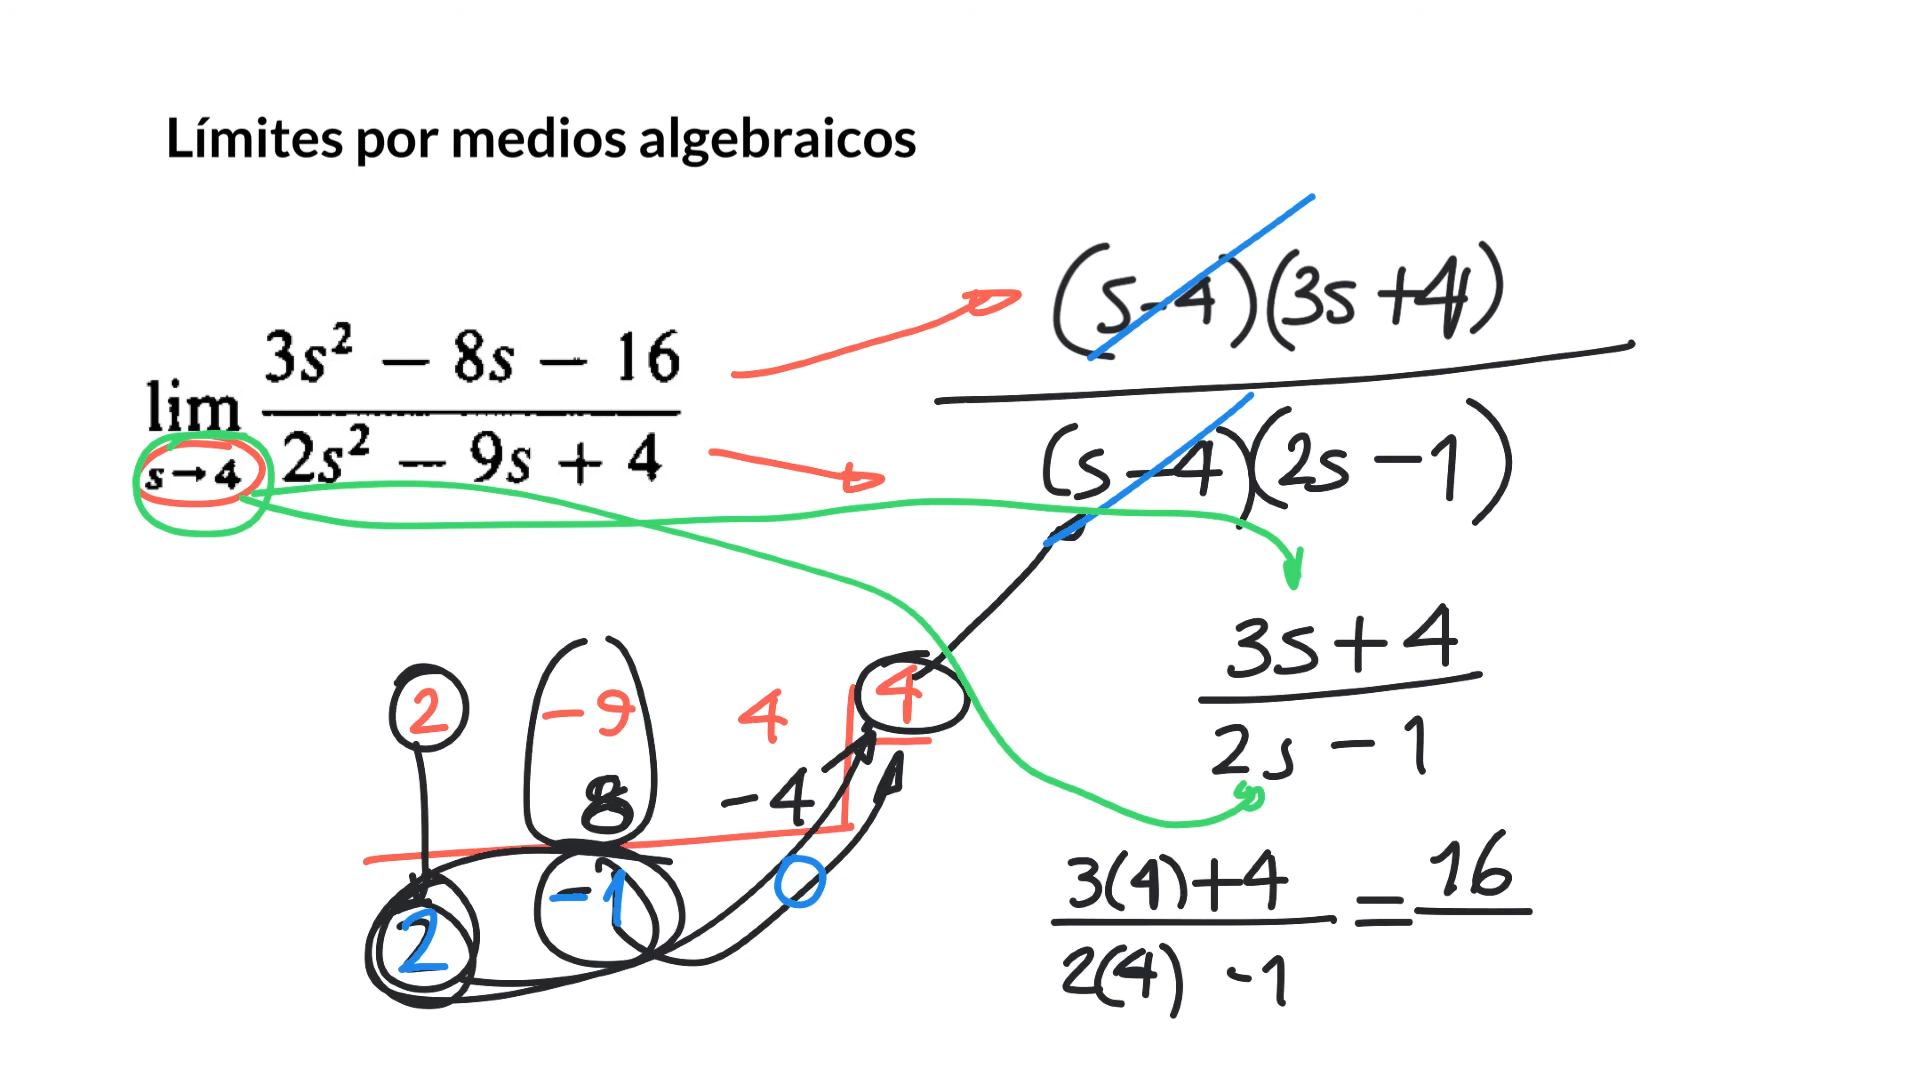 Límites por medios algebraicos
lim s→4 (3s² − 8s − 16)/(2s² − 9s + 4)
(s-4)(3s+4)
(s-4)(2s-1)
3s+4
2s-1
2 -9 4 4
8 -4
2 -1 0
3(4)+4 = 16
2(4) -1